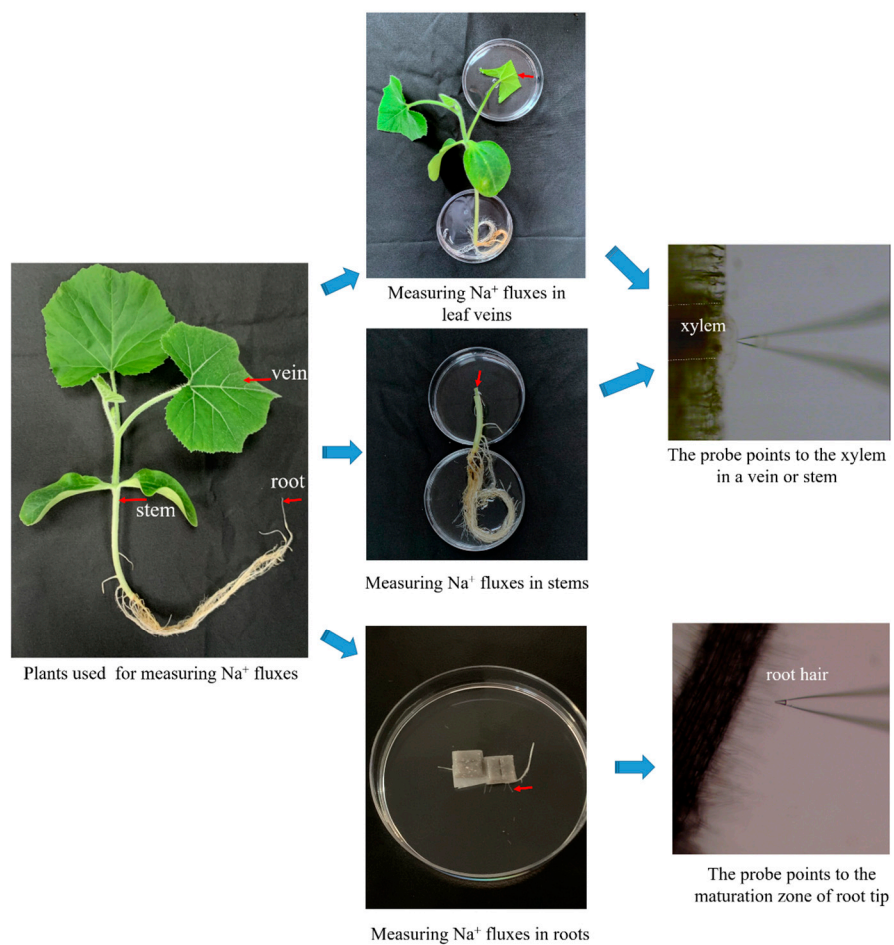 Measuring Na⁺ fluxes in
leaf veins
vein
root
stem
Plants used for measuring Na⁺ fluxes
Measuring Na⁺ fluxes in stems
xylem
The probe points to the xylem
in a vein or stem
Measuring Na⁺ fluxes in roots
root hair
The probe points to the
maturation zone of root tip